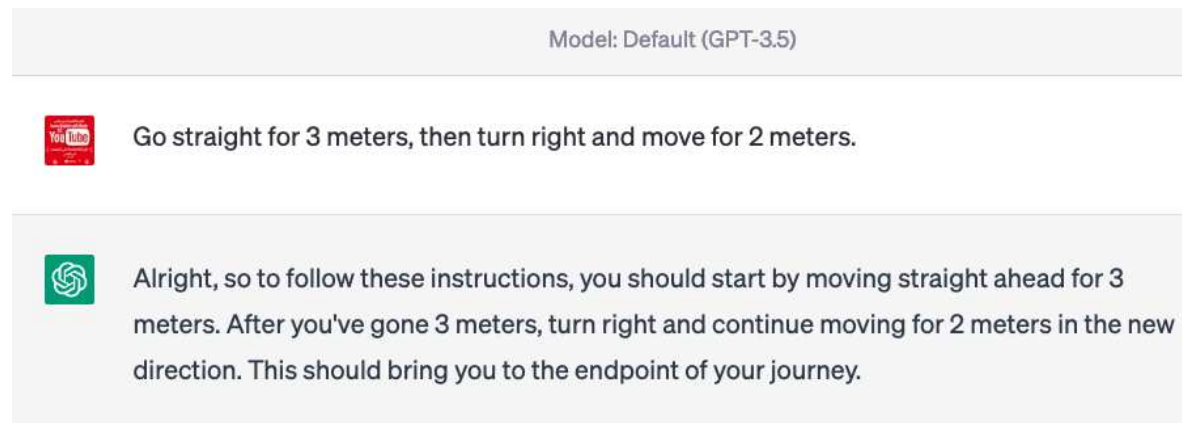 Model: Default (GPT-3.5)
YouTube
Go straight for 3 meters, then turn right and move for 2 meters.
Alright, so to follow these instructions, you should start by moving straight ahead for 3
meters. After you've gone 3 meters, turn right and continue moving for 2 meters in the new
direction. This should bring you to the endpoint of your journey.